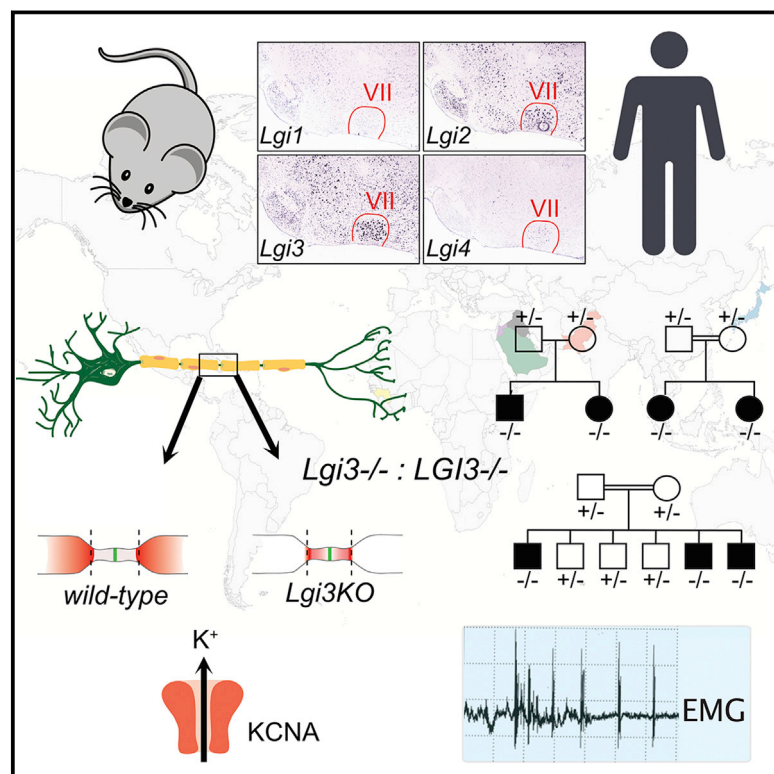 VII
Lgi1
VII
Lgi2
VII
Lgi3
VII
Lgi4
+/-
+/-
-/-
-/-
+/-
+/-
-/-
-/-
Lgi3-/- : LGI3-/-
+/-
+/-
-/-
+/-
+/-
+/-
-/-
-/-
wild-type
Lgi3KO
K+
KCNA
EMG